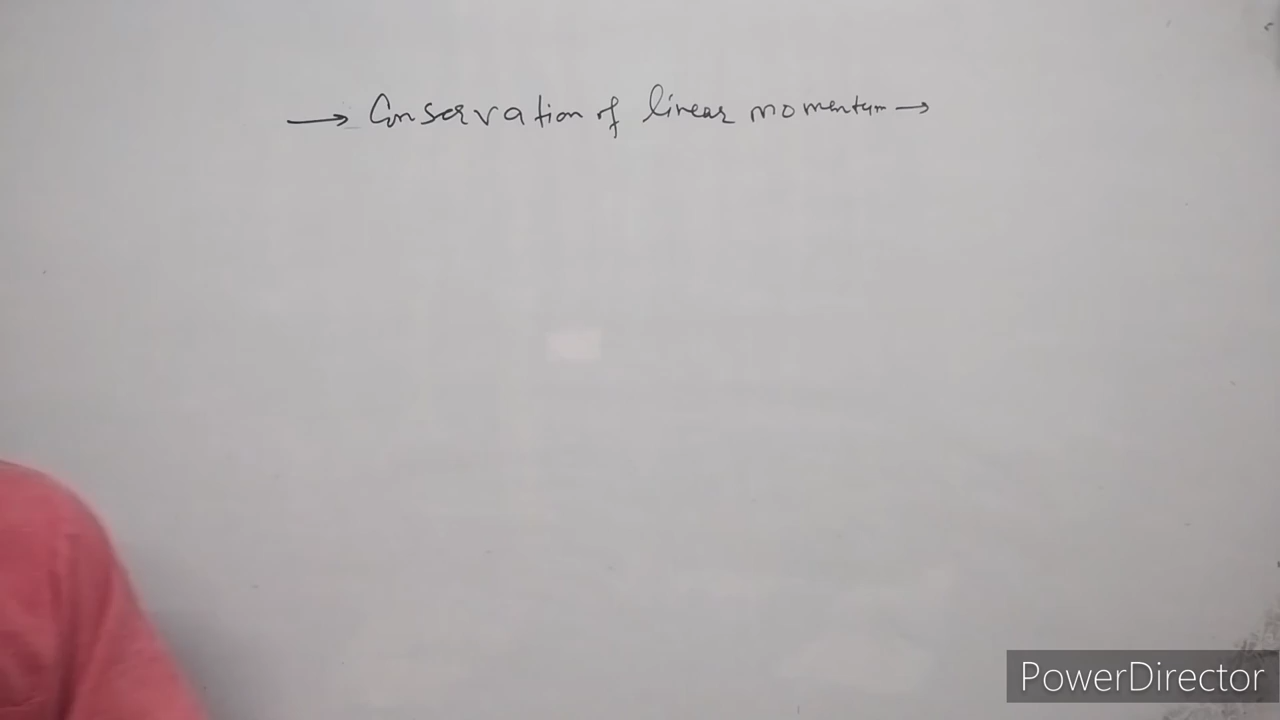 → Conservation of linear momentum →
PowerDirector